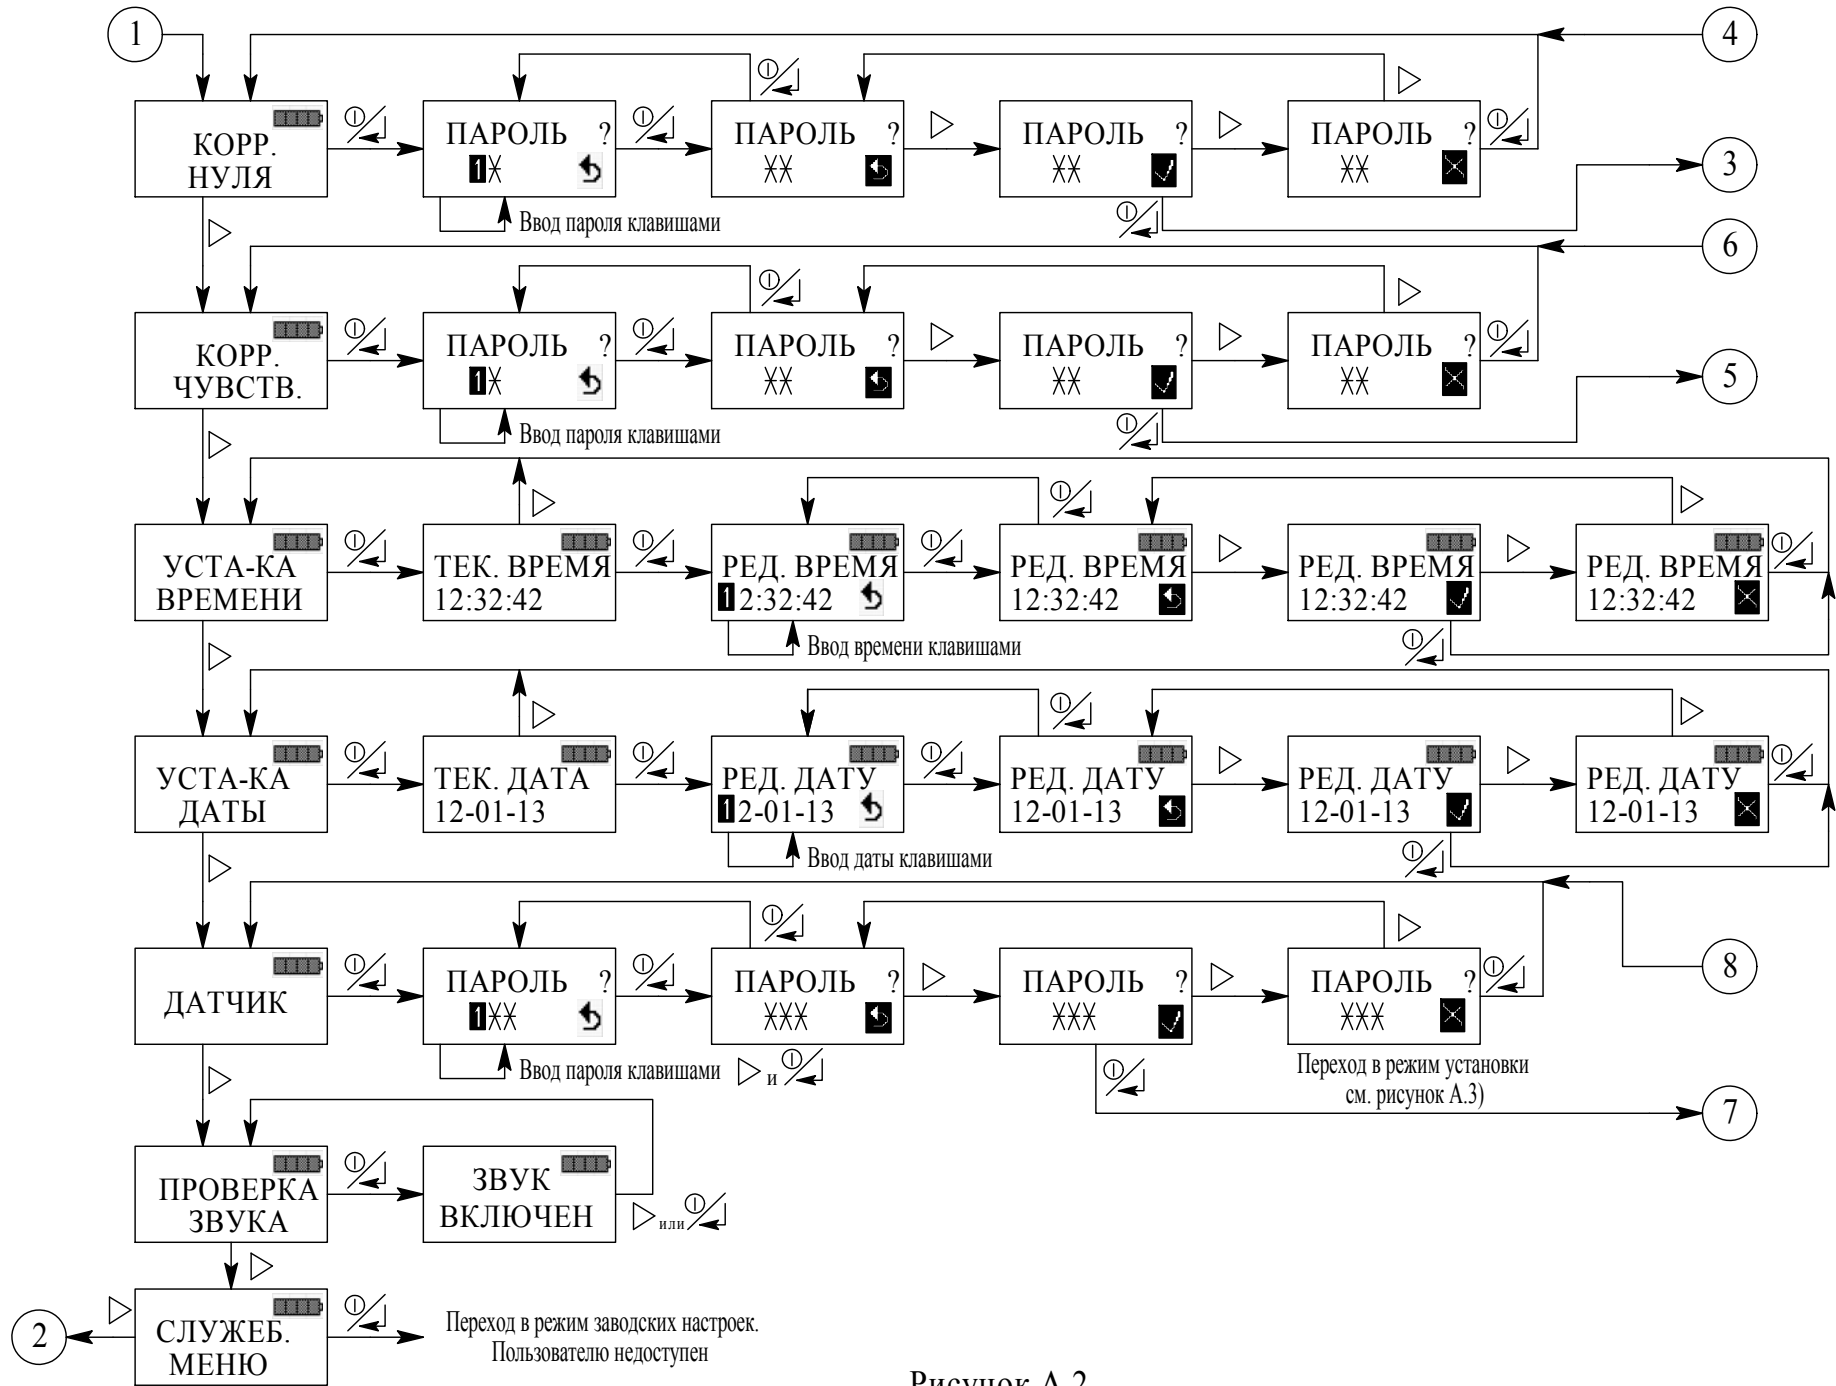 1
4
КОРР.
НУЛЯ
ПАРОЛЬ ?
1*
ПАРОЛЬ ?
**
ПАРОЛЬ ?
**
ПАРОЛЬ ?
**
3
Ввод пароля клавишами
6
КОРР.
ЧУВСТВ.
ПАРОЛЬ ?
1*
ПАРОЛЬ ?
**
ПАРОЛЬ ?
**
ПАРОЛЬ ?
**
5
Ввод пароля клавишами
УСТА-КА
ВРЕМЕНИ
ТЕК. ВРЕМЯ
12:32:42
РЕД. ВРЕМЯ
12:32:42
РЕД. ВРЕМЯ
12:32:42
РЕД. ВРЕМЯ
12:32:42
РЕД. ВРЕМЯ
12:32:42
Ввод времени клавишами
УСТА-КА
ДАТЫ
ТЕК. ДАТА
12-01-13
РЕД. ДАТУ
12-01-13
РЕД. ДАТУ
12-01-13
РЕД. ДАТУ
12-01-13
РЕД. ДАТУ
12-01-13
Ввод даты клавишами
ДАТЧИК
ПАРОЛЬ ?
1**
ПАРОЛЬ ?
***
ПАРОЛЬ ?
***
ПАРОЛЬ ?
***
8
Ввод пароля клавишами
и
Переход в режим установки
см. рисунок А.3)
7
ПРОВЕРКА
ЗВУКА
ЗВУК
ВКЛЮЧЕН
или
2
СЛУЖЕБ.
МЕНЮ
Переход в режим заводских настроек.
Пользователю недоступен
Рисунок А.2